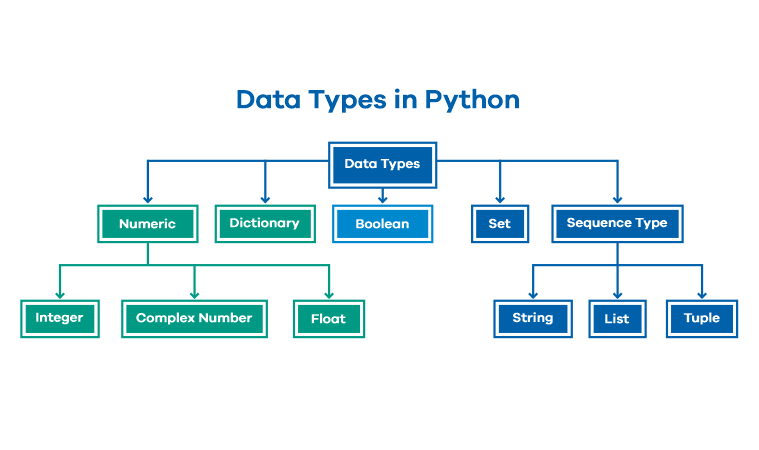 Data Types in Python
Data Types
Numeric
Dictionary
Boolean
Set
Sequence Type
Integer
Complex Number
Float
String
List
Tuple